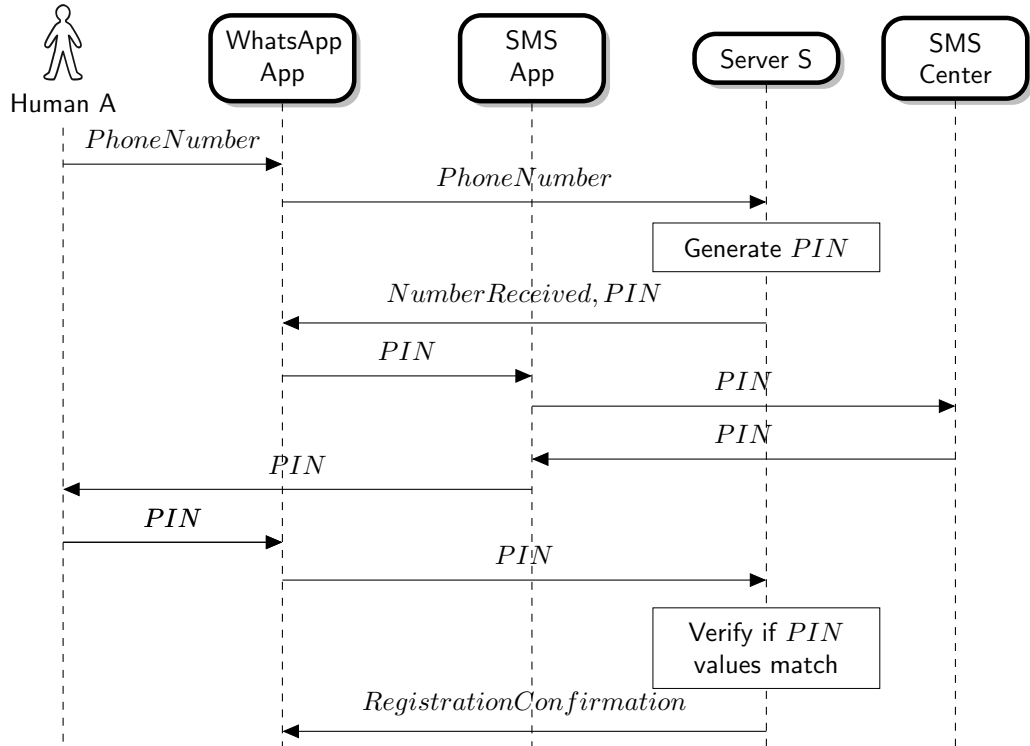 WhatsApp
App
SMS
App
Server S
SMS
Center
Human A
PhoneNumber
PhoneNumber
Generate PIN
NumberReceived, PIN
PIN
PIN
PIN
PIN
PIN
PIN
Verify if PIN
values match
RegistrationConfirmation